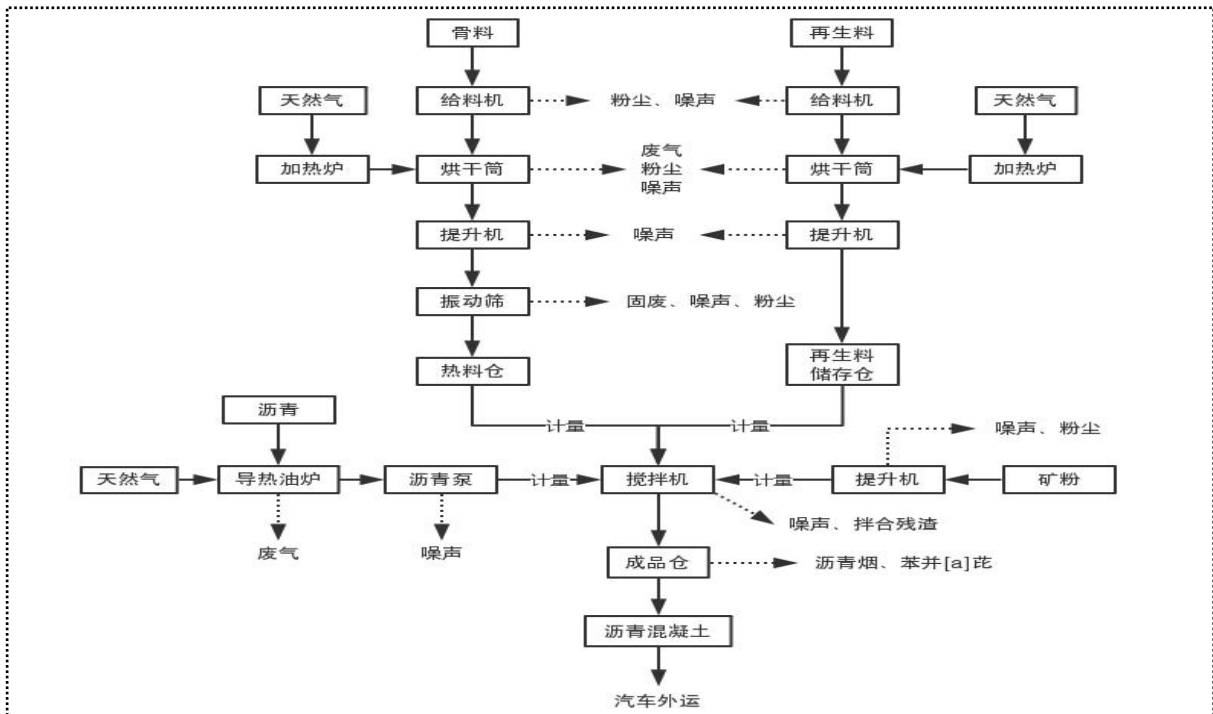 骨料
再生料
天然气
给料机
粉尘、噪声
给料机
天然气
加热炉
烘干筒
废气
粉尘
噪声
烘干筒
加热炉
提升机
噪声
提升机
振动筛
固废、噪声、粉尘
热料仓
再生料
储存仓
沥青
计量
计量
噪声、粉尘
天然气
导热油炉
沥青泵
计量
搅拌机
计量
提升机
矿粉
噪声、拌合残渣
废气
噪声
成品仓
沥青烟、苯并[a]芘
沥青混凝土
汽车外运